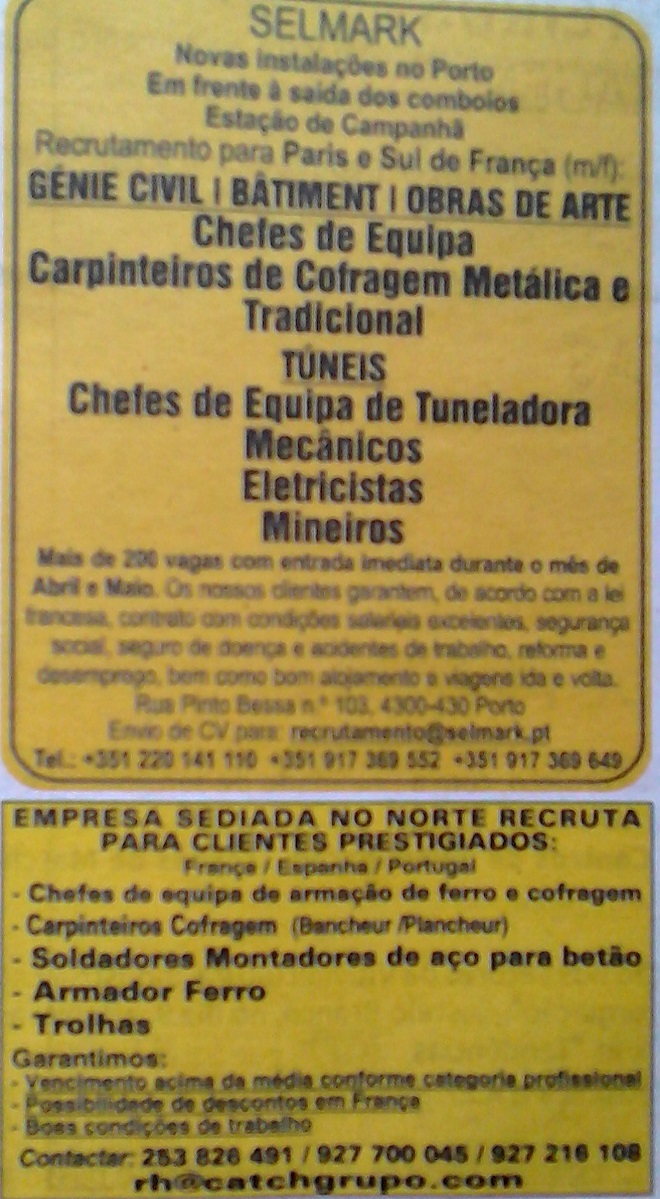 SELMARK
Novas instalações no Porto
Em frente à saída dos comboios
Estação de Campanhã
Recrutamento para Paris e Sul de França (m/f):
GÉNIE CIVIL | BÂTIMENT | OBRAS DE ARTE
Chefes de Equipa
Carpinteiros de Cofragem Metálica e
Tradicional
TÚNEIS
Chefes de Equipa de Tuneladora
Mecânicos
Eletricistas
Mineiros
Mais de 200 vagas com entrada imediata durante o mês de
Abril e Maio. Os nossos clientes garantem, de acordo com a lei
francesa, contrato com condições salariais excelentes, segurança
social, seguro de doença e acidentes de trabalho, reforma e
desemprego, bem como bom alojamento e viagens ida e volta.
Rua Pinto Bessa n.º 103, 4300-430 Porto
Envio de CV para: recrutamento@selmark.pt
Tel.: +351 220 141 110 +351 917 369 552 +351 917 369 649
EMPRESA SEDIADA NO NORTE RECRUTA
PARA CLIENTES PRESTIGIADOS:
França / Espanha / Portugal
- Chefes de equipa de armação de ferro e cofragem
- Carpinteiros Cofragem (Bancheur /Plancheur)
- Soldadores Montadores de aço para betão
- Armador Ferro
- Trolhas
Garantimos:
- Vencimento acima da média conforme categoria profissional
- Possibilidade de descontos em França
- Boas condições de trabalho
Contactar: 253 826 491 / 927 700 045 / 927 216 108
rh@catchgrupo.com